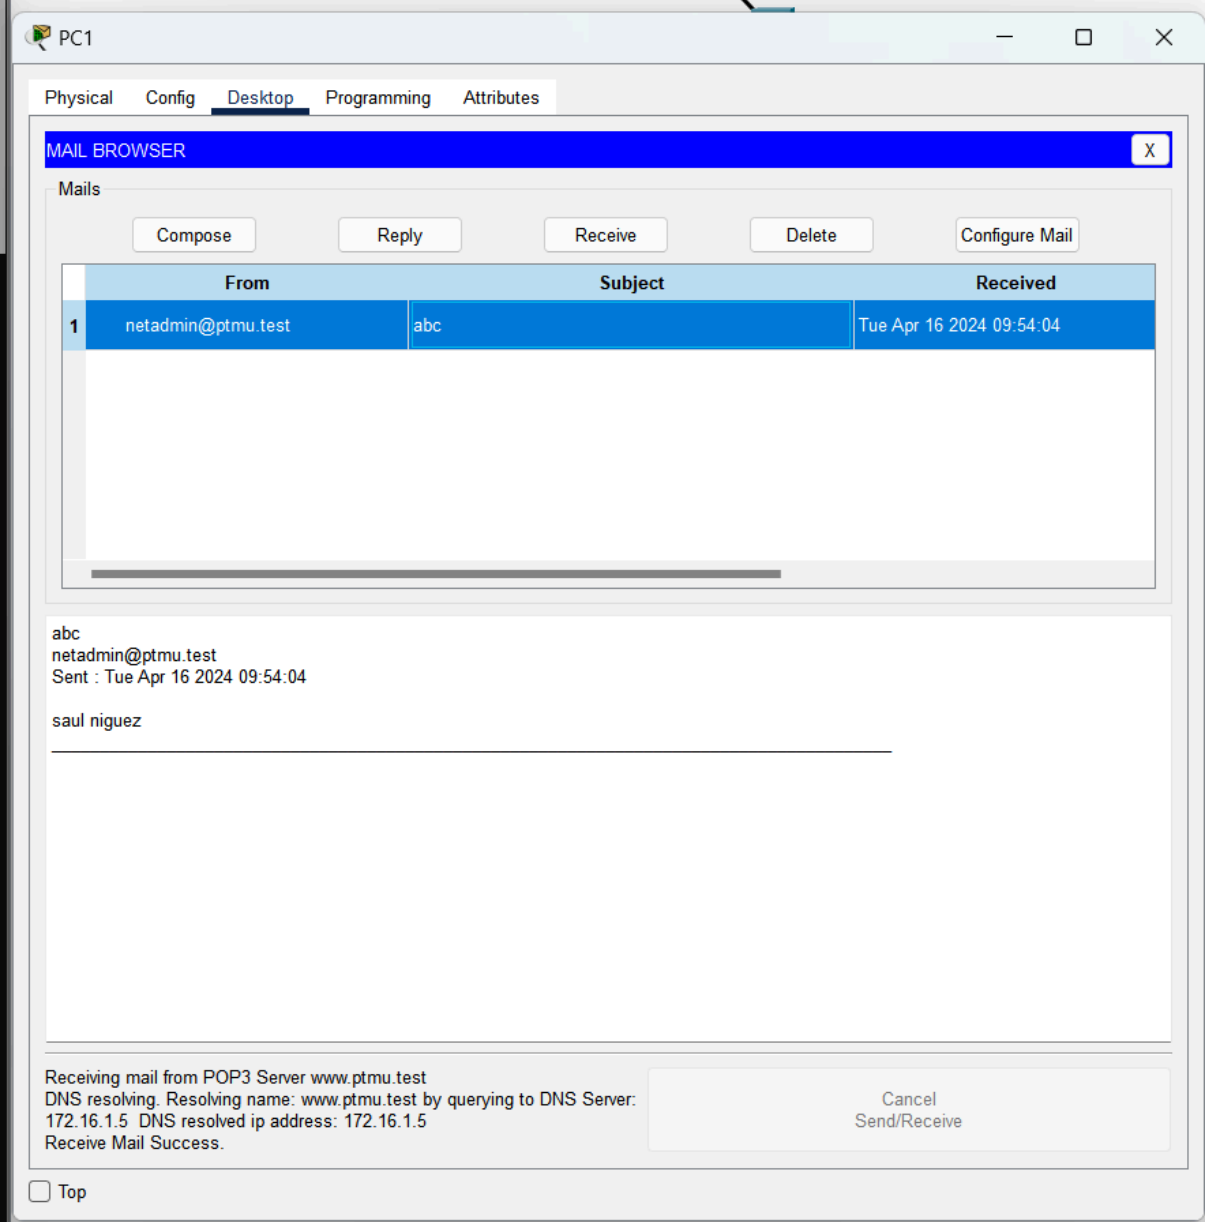 PC1
Physical Config Desktop Programming Attributes
MAIL BROWSER X
Mails
Compose Reply Receive Delete Configure Mail
From Subject Received
1 netadmin@ptmu.test abc Tue Apr 16 2024 09:54:04
abc
netadmin@ptmu.test
Sent : Tue Apr 16 2024 09:54:04
saul niguez
Receiving mail from POP3 Server www.ptmu.test
DNS resolving. Resolving name: www.ptmu.test by querying to DNS Server:
172.16.1.5 DNS resolved ip address: 172.16.1.5
Receive Mail Success.
Cancel
Send/Receive
Top